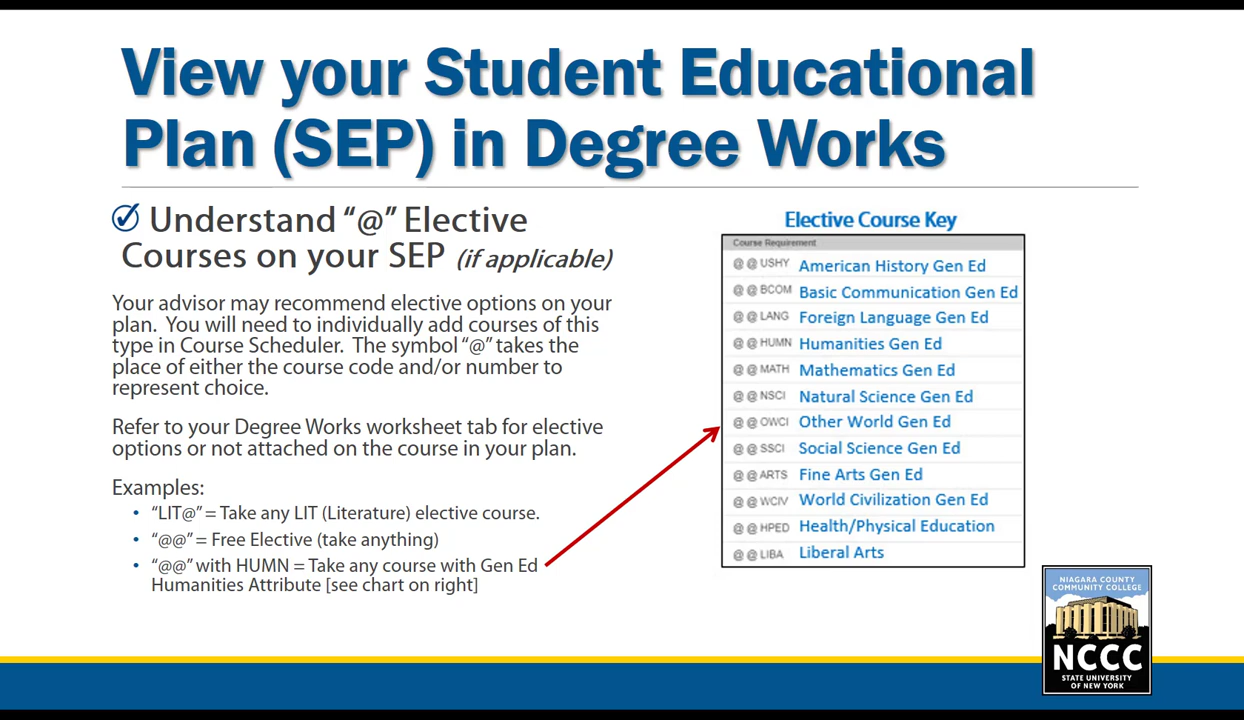 View your Student Educational
Plan (SEP) in Degree Works
Understand “@” Elective
Courses on your SEP (if applicable)
Your advisor may recommend elective options on your
plan. You will need to individually add courses of this
type in Course Scheduler. The symbol “@” takes the
place of either the course code and/or number to
represent choice.
Refer to your Degree Works worksheet tab for elective
options or not attached on the course in your plan.
Examples:
• “LIT@” = Take any LIT (Literature) elective course.
• “@@” = Free Elective (take anything)
• “@@” with HUMN = Take any course with Gen Ed
Humanities Attribute [see chart on right]
Elective Course Key
Course Requirement
@ @ USHY American History Gen Ed
@ @ BCOM Basic Communication Gen Ed
@ @ LANG Foreign Language Gen Ed
@ @ HUMN Humanities Gen Ed
@ @ MATH Mathematics Gen Ed
@ @ NSCI Natural Science Gen Ed
@ @ OWCI Other World Gen Ed
@ @ SSCI Social Science Gen Ed
@ @ ARTS Fine Arts Gen Ed
@ @ WCIV World Civilization Gen Ed
@ @ HPED Health/Physical Education
@ @ LIBA Liberal Arts
NIAGARA COUNTY
COMMUNITY COLLEGE
NCCC
STATE UNIVERSITY
OF NEW YORK